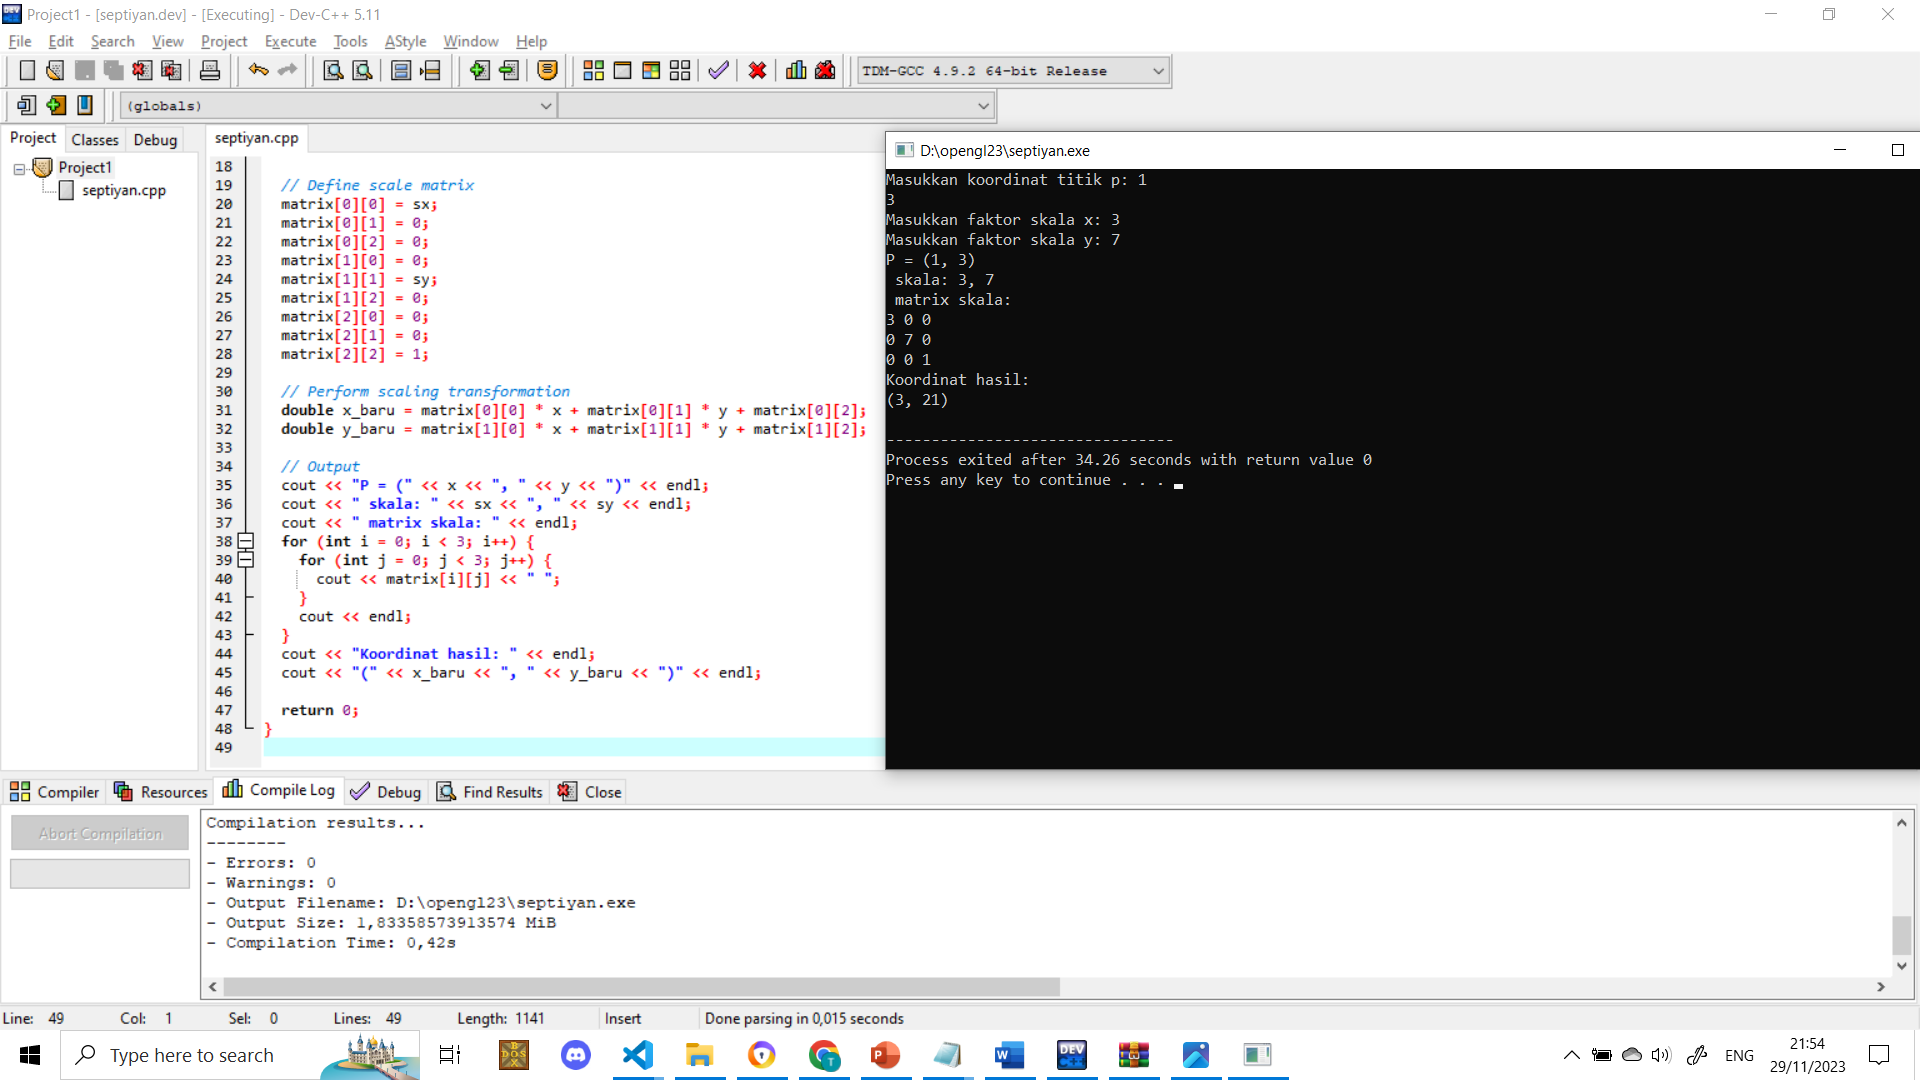 Project1 - [septiyan.dev] - [Executing] - Dev-C++ 5.11
File Edit Search View Project Execute Tools AStyle Window Help
TDM-GCC 4.9.2 64-bit Release
(globals)
Project Classes Debug
Project1
septiyan.cpp
septiyan.cpp
18
19 // Define scale matrix
20 matrix[0][0] = sx;
21 matrix[0][1] = 0;
22 matrix[0][2] = 0;
23 matrix[1][0] = 0;
24 matrix[1][1] = sy;
25 matrix[1][2] = 0;
26 matrix[2][0] = 0;
27 matrix[2][1] = 0;
28 matrix[2][2] = 1;
29
30 // Perform scaling transformation
31 double x_baru = matrix[0][0] * x + matrix[0][1] * y + matrix[0][2];
32 double y_baru = matrix[1][0] * x + matrix[1][1] * y + matrix[1][2];
33
34 // Output
35 cout << "P = (" << x << ", " << y << ")" << endl;
36 cout << " skala: " << sx << ", " << sy << endl;
37 cout << " matrix skala: " << endl;
38 for (int i = 0; i < 3; i++) {
39 for (int j = 0; j < 3; j++) {
40 cout << matrix[i][j] << " ";
41 }
42 cout << endl;
43 }
44 cout << "Koordinat hasil: " << endl;
45 cout << "(" << x_baru << ", " << y_baru << ")" << endl;
46
47 return 0;
48 }
49
D:\opengl23\septiyan.exe
Masukkan koordinat titik p: 1
3
Masukkan faktor skala x: 3
Masukkan faktor skala y: 7
P = (1, 3)
skala: 3, 7
matrix skala:
3 0 0
0 7 0
0 0 1
Koordinat hasil:
(3, 21)
--------------------------------
Process exited after 34.26 seconds with return value 0
Press any key to continue . . .
Compiler Resources Compile Log Debug Find Results Close
Abort Compilation
Compilation results...
--------
- Errors: 0
- Warnings: 0
- Output Filename: D:\opengl23\septiyan.exe
- Output Size: 1,83358573913574 MiB
- Compilation Time: 0,42s
Line: 49 Col: 1 Sel: 0 Lines: 49 Length: 1141 Insert Done parsing in 0,015 seconds
Type here to search
ENG
21:54
29/11/2023